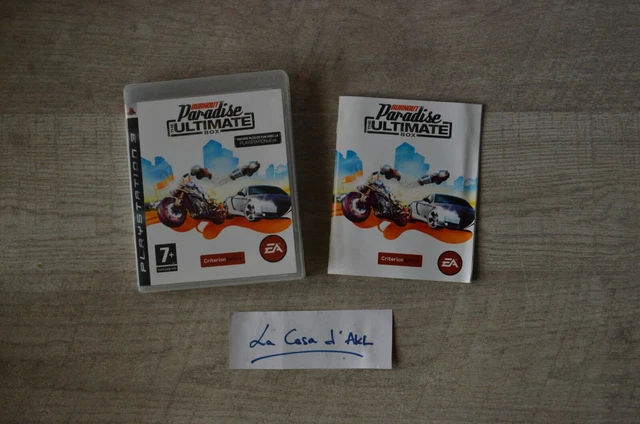 PLAYSTATION 3
BURNOUT
Paradise
THE ULTIMATE
BOX
7+
Criterion
EA
BURNOUT
Paradise
THE ULTIMATE
BOX
Criterion
EA
La Casa d'AKL